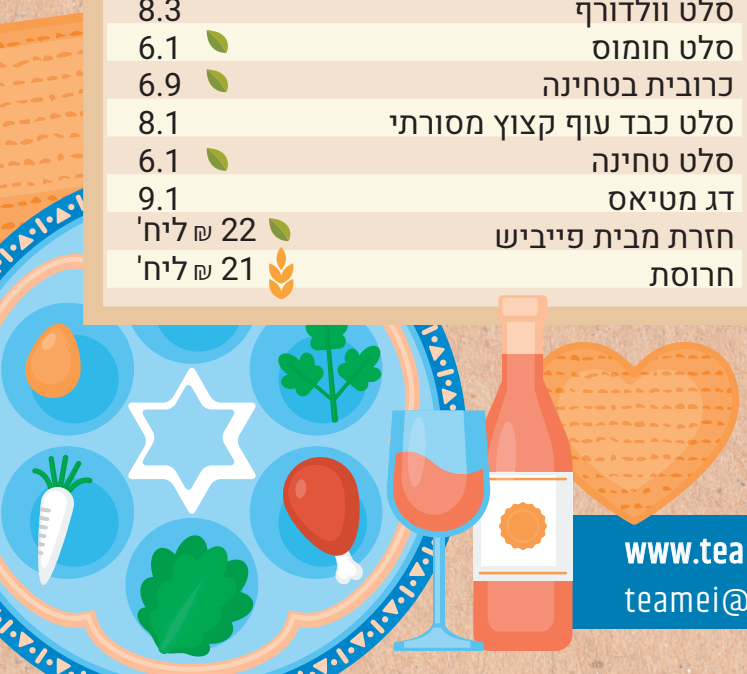 סלט וולדורף 8.3
סלט חומוס 6.1
כרובית בטחינה 6.9
סלט כבד עוף קצוץ מסורתי 8.1
סלט טחינה 6.1
דג מטיאס 9.1
חזרת מבית פייביש 22 ₪ ליח'
חרוסת 21 ₪ ליח'
www.tea
teamei@